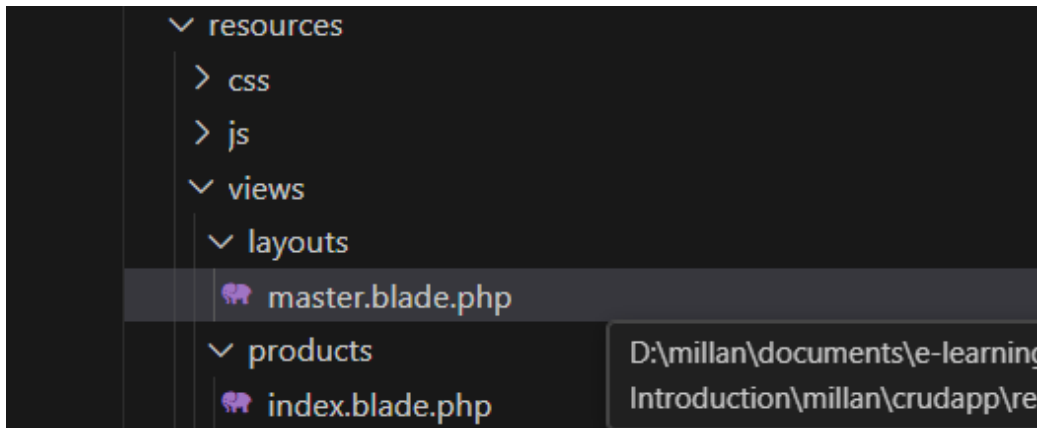 resources
css
js
views
layouts
master.blade.php
products
D:\millan\documents\e-learning
index.blade.php
Introduction\millan\crudapp\re